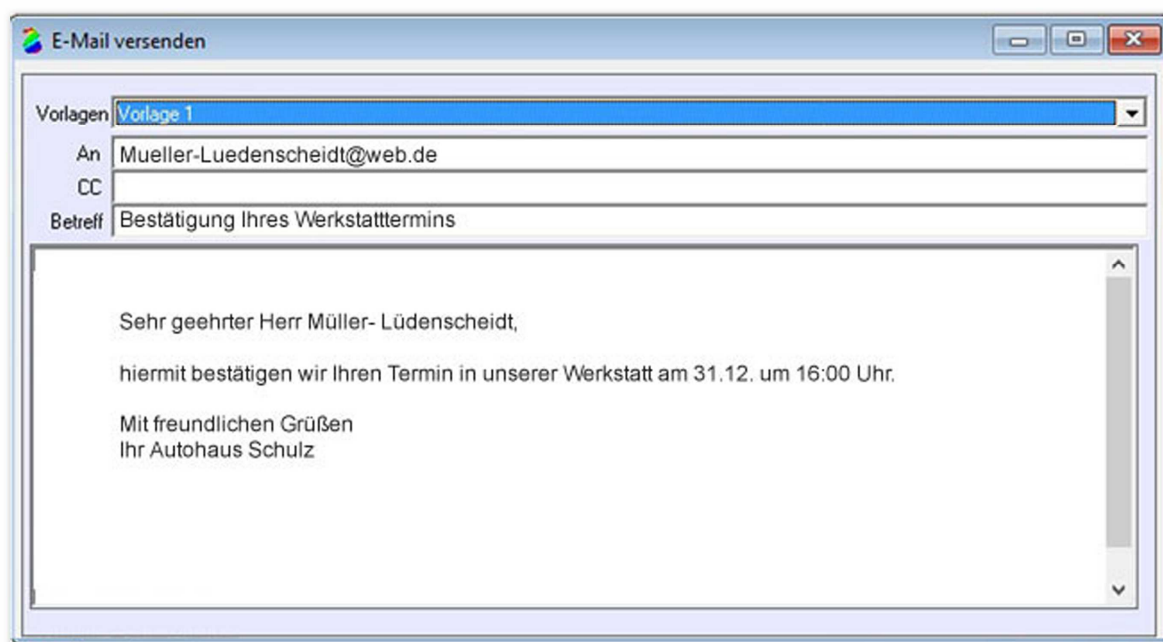 E-Mail versenden
Vorlagen Vorlage 1
An Mueller-Luedenscheidt@web.de
CC
Betreff Bestätigung Ihres Werkstatttermins
Sehr geehrter Herr Müller- Lüdenscheidt,
hiermit bestätigen wir Ihren Termin in unserer Werkstatt am 31.12. um 16:00 Uhr.
Mit freundlichen Grüßen
Ihr Autohaus Schulz